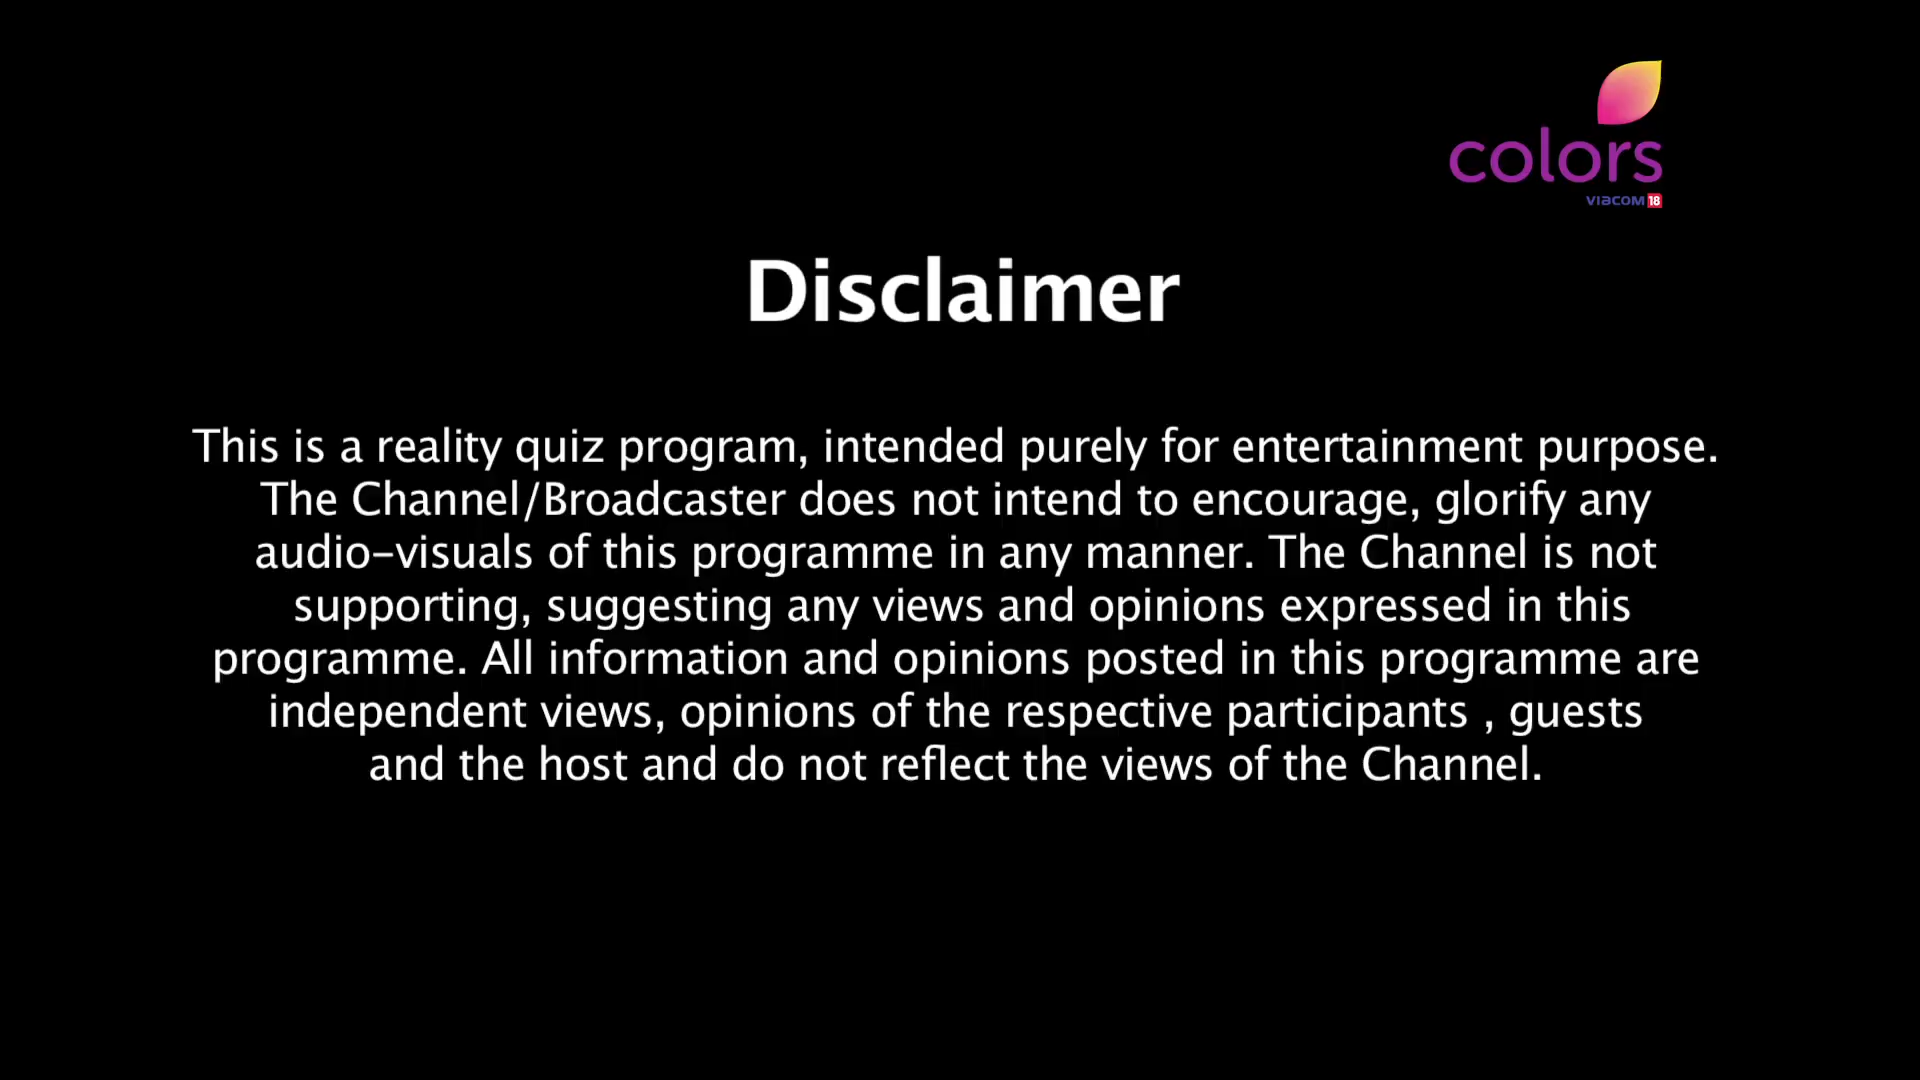 colors
VIACOM18
Disclaimer
This is a reality quiz program, intended purely for entertainment purpose.
The Channel/Broadcaster does not intend to encourage, glorify any
audio-visuals of this programme in any manner. The Channel is not
supporting, suggesting any views and opinions expressed in this
programme. All information and opinions posted in this programme are
independent views, opinions of the respective participants , guests
and the host and do not reflect the views of the Channel.